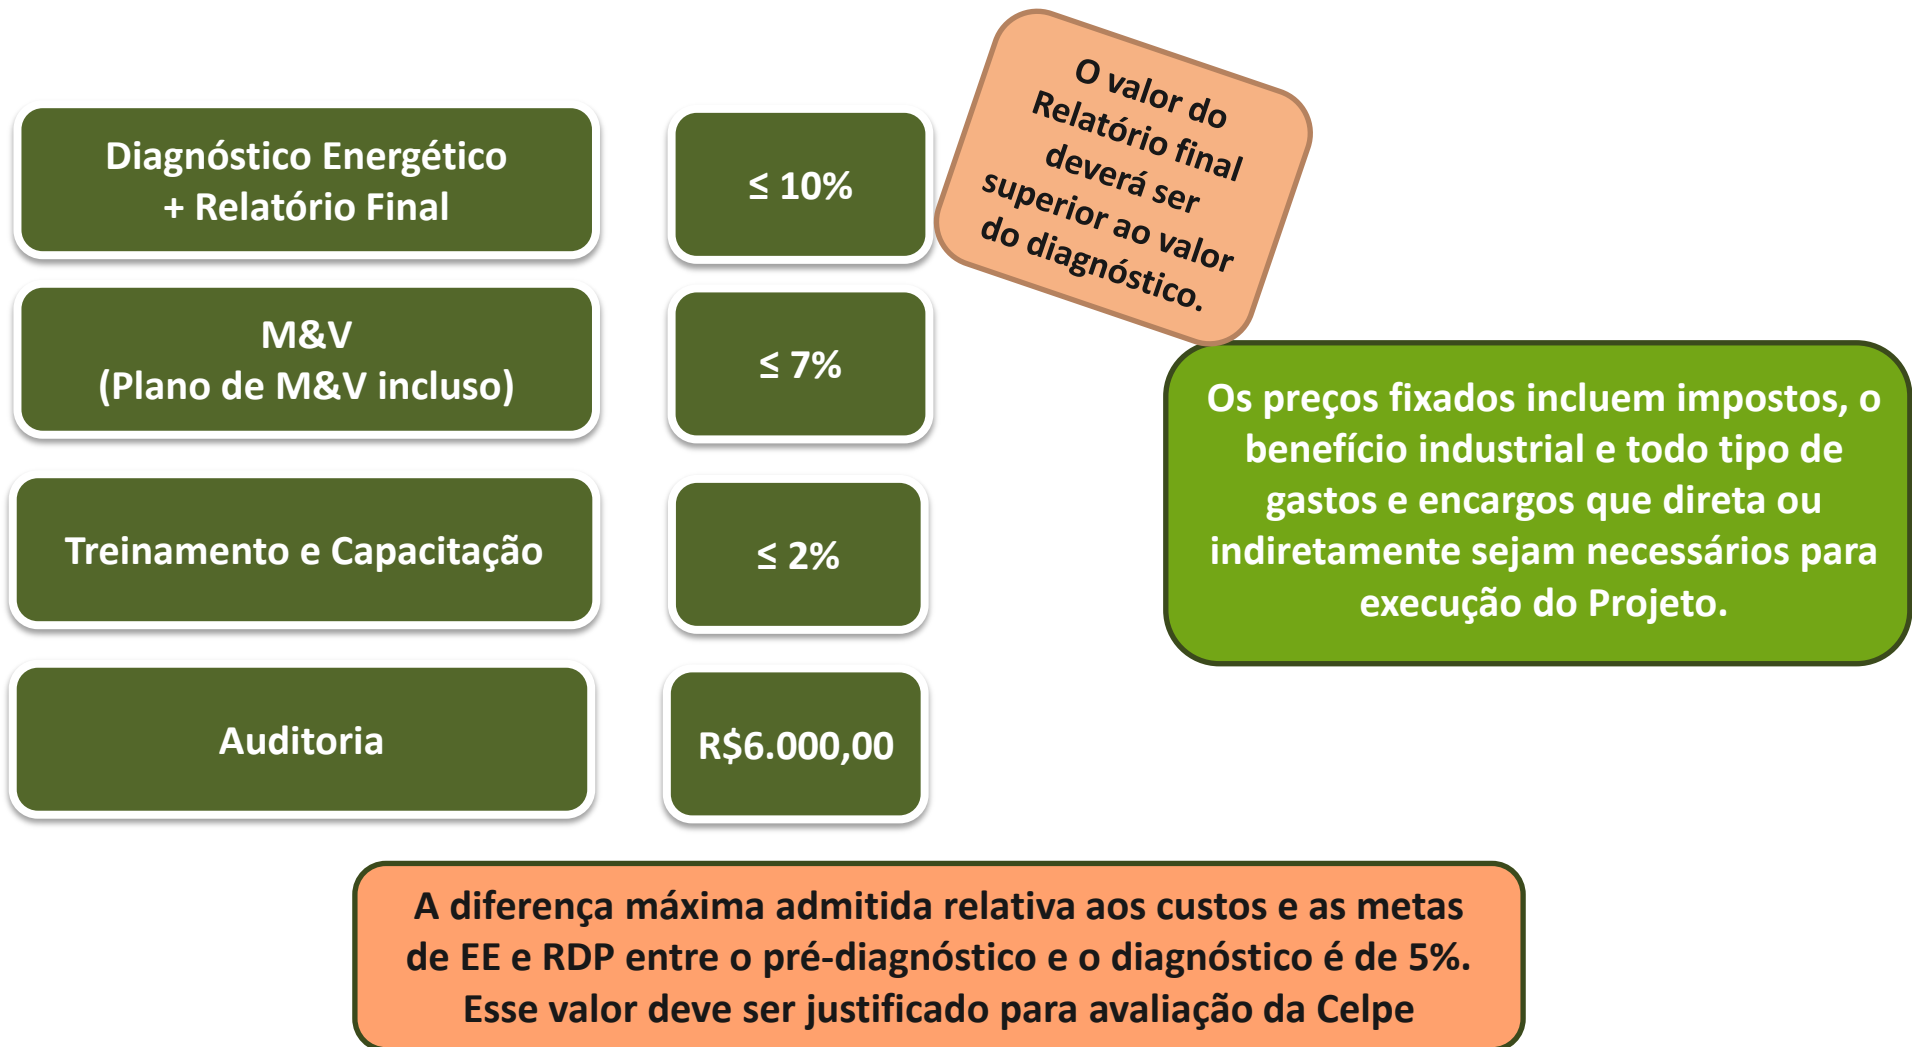 Diagnóstico Energético
+ Relatório Final
≤ 10%
O valor do
Relatório final
deverá ser
superior ao valor
do diagnóstico.
M&V
(Plano de M&V incluso)
≤ 7%
Os preços fixados incluem impostos, o
benefício industrial e todo tipo de
gastos e encargos que direta ou
indiretamente sejam necessários para
execução do Projeto.
Treinamento e Capacitação
≤ 2%
Auditoria
R$6.000,00
A diferença máxima admitida relativa aos custos e as metas
de EE e RDP entre o pré-diagnóstico e o diagnóstico é de 5%.
Esse valor deve ser justificado para avaliação da Celpe